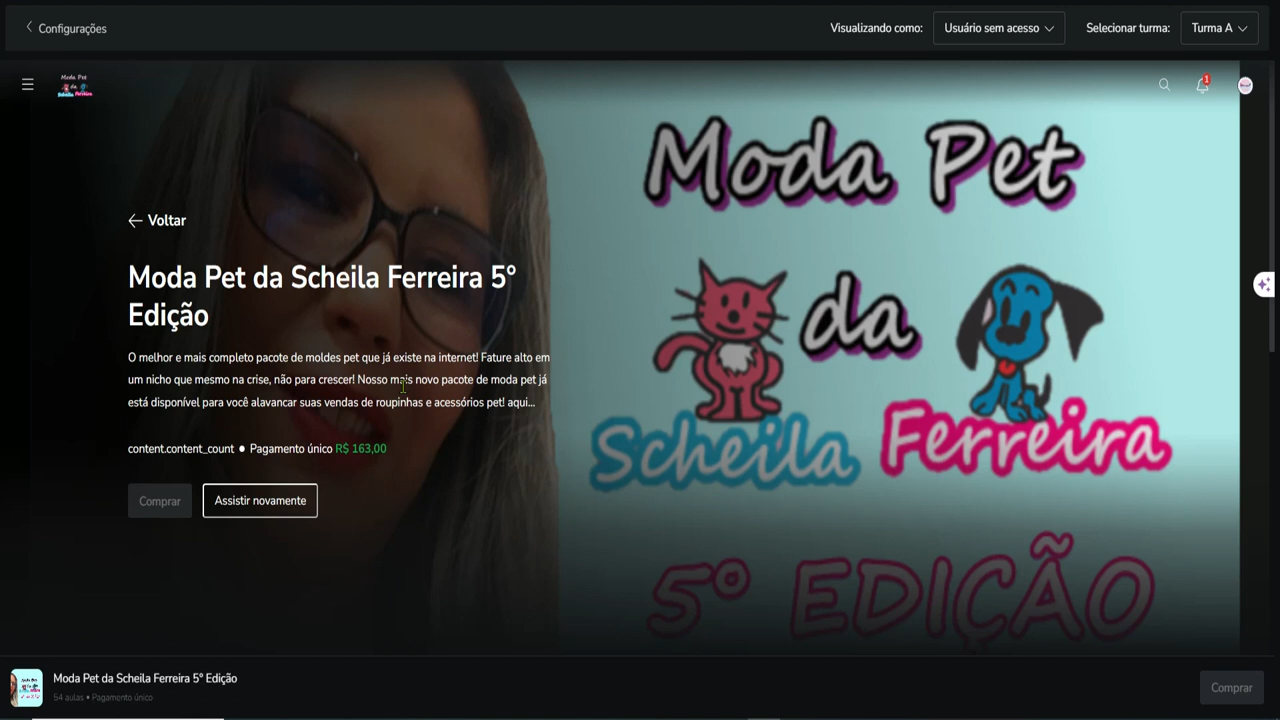 Configurações
Visualizando como:
Usuário sem acesso
Selecionar turma:
Turma A
Moda Pet
da
Scheila Ferreira
1
Moda Pet
da
Scheila Ferreira
5° EDIÇÃO
Voltar
Moda Pet da Scheila Ferreira 5°
Edição
O melhor e mais completo pacote de moldes pet que já existe na internet! Fature alto em
um nicho que mesmo na crise, não para crescer! Nosso mais novo pacote de moda pet já
está disponível para você alavancar suas vendas de roupinhas e acessórios pet! aqui...
content.content_count ● Pagamento único R$ 163,00
Comprar
Assistir novamente
Moda Pet da Scheila Ferreira 5° Edição
54 aulas • Pagamento único
Comprar